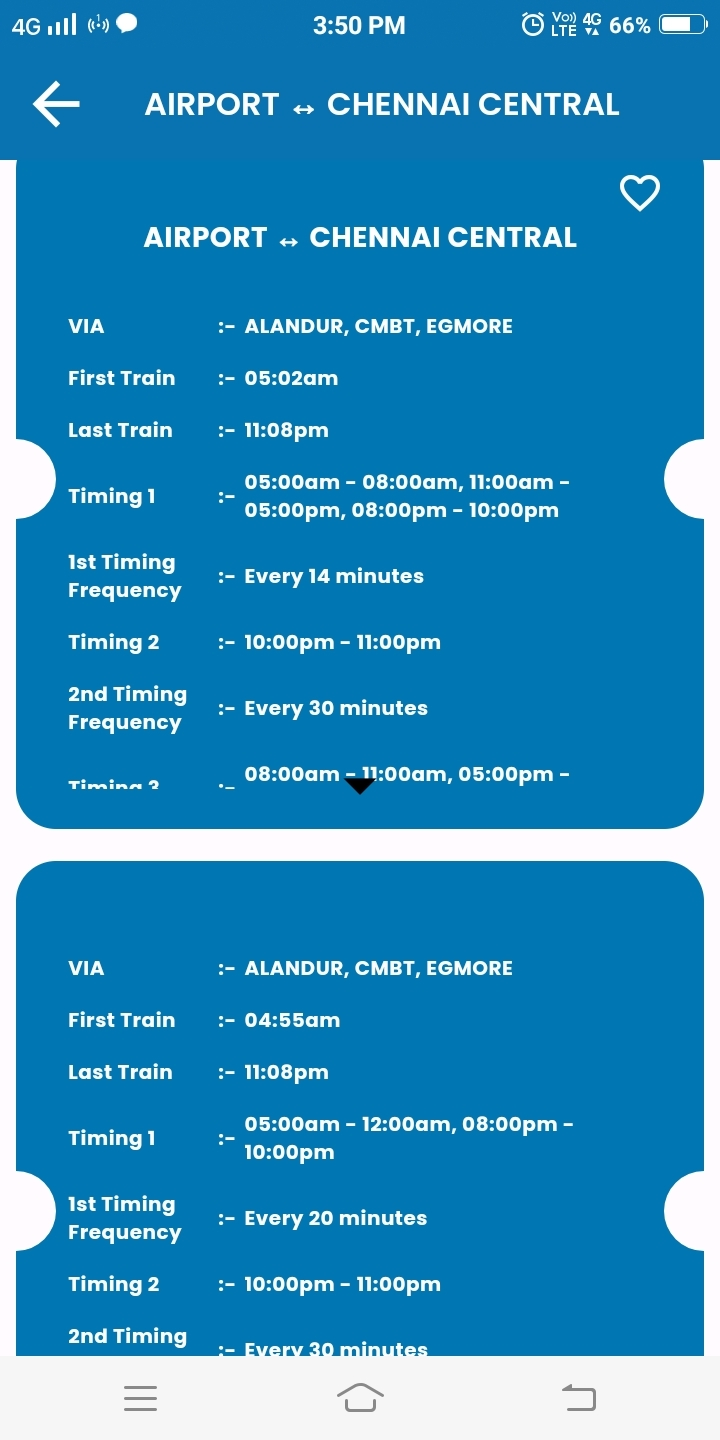 4G 3:50 PM Vo)) LTE 4G 66%
AIRPORT ↔ CHENNAI CENTRAL
AIRPORT ↔ CHENNAI CENTRAL
VIA :- ALANDUR, CMBT, EGMORE
First Train :- 05:02am
Last Train :- 11:08pm
Timing 1 :- 05:00am - 08:00am, 11:00am -
05:00pm, 08:00pm - 10:00pm
1st Timing
Frequency :- Every 14 minutes
Timing 2 :- 10:00pm - 11:00pm
2nd Timing
Frequency :- Every 30 minutes
Timing 3 :- 08:00am - 11:00am, 05:00pm -
VIA :- ALANDUR, CMBT, EGMORE
First Train :- 04:55am
Last Train :- 11:08pm
Timing 1 :- 05:00am - 12:00am, 08:00pm -
10:00pm
1st Timing
Frequency :- Every 20 minutes
Timing 2 :- 10:00pm - 11:00pm
2nd Timing
:- Every 30 minutes